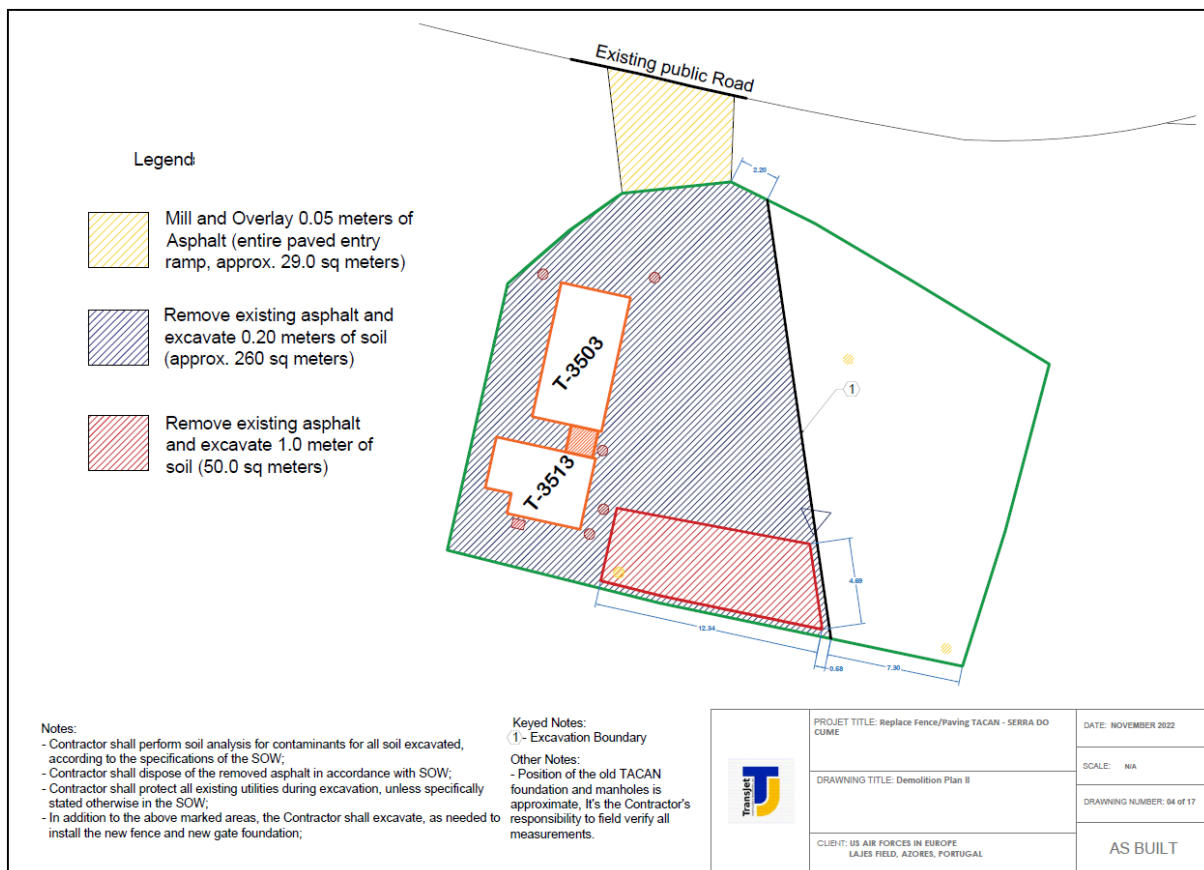 Existing public Road
Legend:
2.20
Mill and Overlay 0.05 meters of
Asphalt (entire paved entry
ramp, approx. 29.0 sq meters)
Remove existing asphalt and
excavate 0.20 meters of soil
(approx. 260 sq meters)
T-3503
1
Remove existing asphalt
and excavate 1.0 meter of
soil (50.0 sq meters)
T-3513
4.69
12.34
0.58
7.30
Notes:
- Contractor shall perform soil analysis for contaminants for all soil excavated,
according to the specifications of the SOW;
- Contractor shall dispose of the removed asphalt in accordance with SOW;
- Contractor shall protect all existing utilities during excavation, unless specifically
stated otherwise in the SOW;
- In addition to the above marked areas, the Contractor shall excavate, as needed to
install the new fence and new gate foundation;
Keyed Notes:
1 - Excavation Boundary
Other Notes:
- Position of the old TACAN
foundation and manholes is
approximate, It's the Contractor's
responsibility to field verify all
measurements.
Transjet
PROJET TITLE: Replace Fence/Paving TACAN - SERRA DO
CUME
DRAWING TITLE: Demolition Plan II
CLIENT: US AIR FORCES IN EUROPE
LAJES FIELD, AZORES, PORTUGAL
DATE: NOVEMBER 2022
SCALE: N/A
DRAWING NUMBER: 04 of 17
AS BUILT